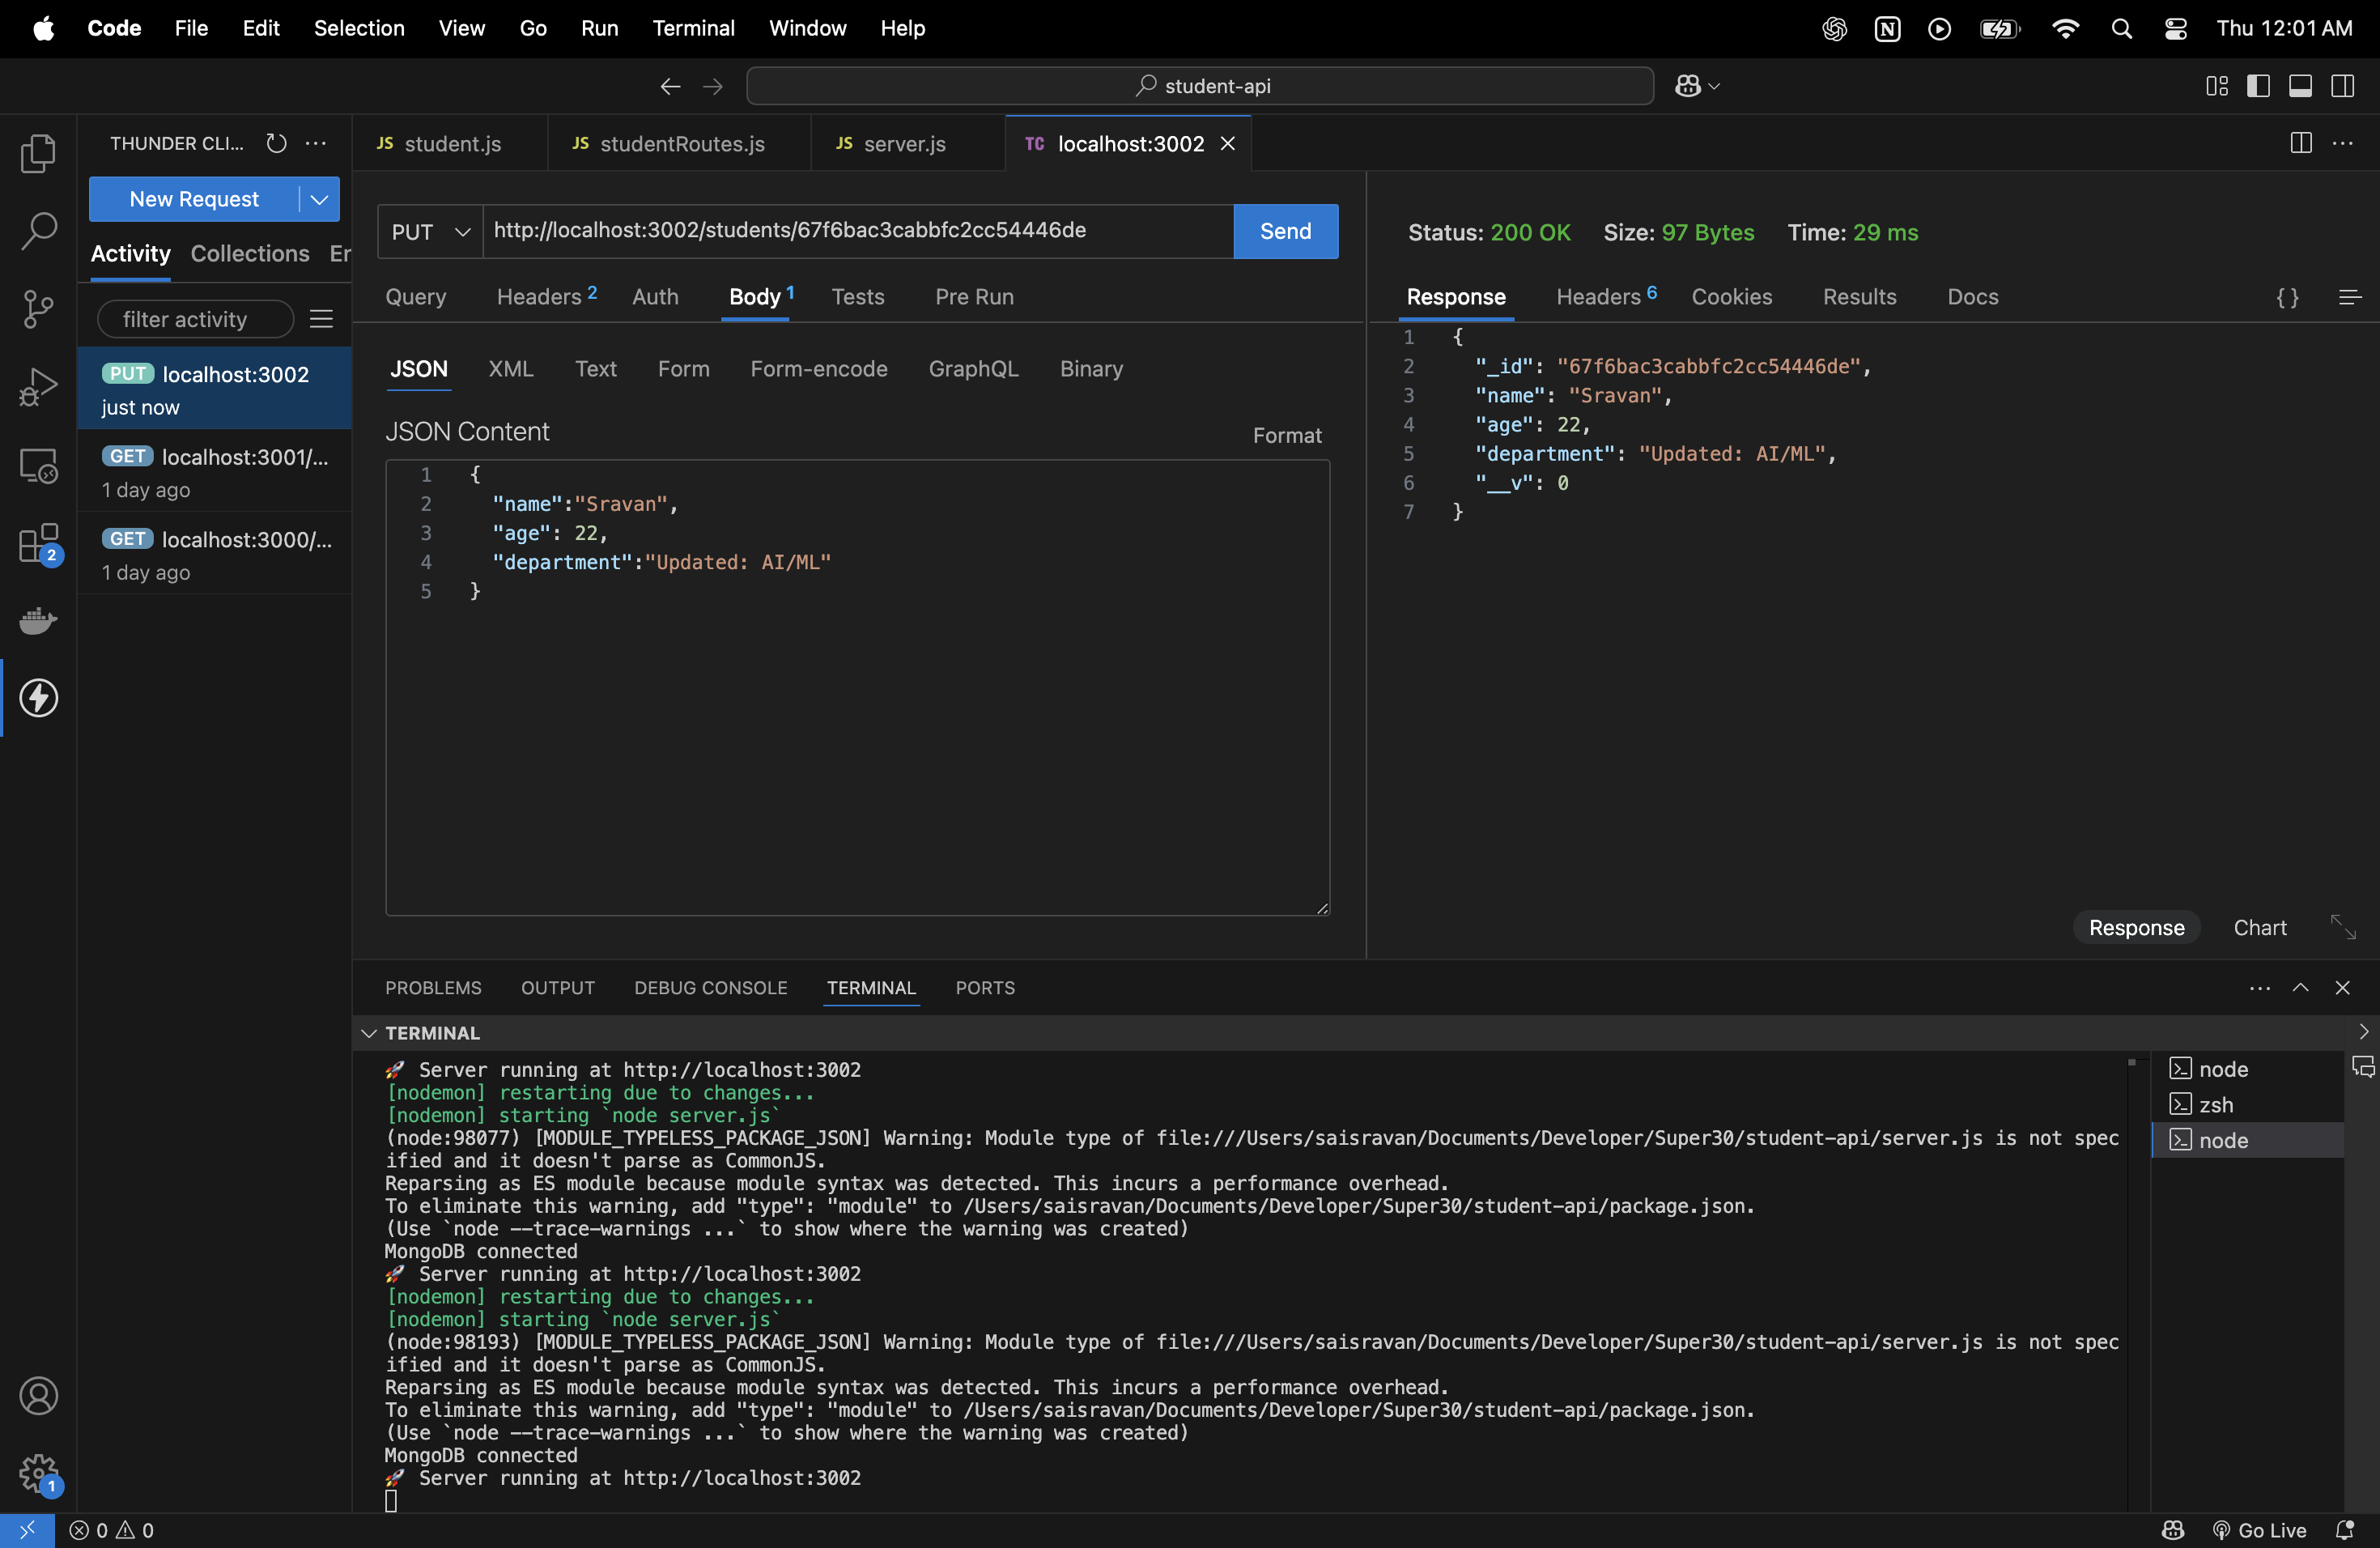 Code File Edit Selection View Go Run Terminal Window Help Thu 12:01 AM
student-api
THUNDER CLI...
New Request
Activity Collections Er
filter activity
PUT localhost:3002
just now
GET localhost:3001/...
1 day ago
GET localhost:3000/...
1 day ago
2
1
JS student.js JS studentRoutes.js JS server.js TC localhost:3002
PUT http://localhost:3002/students/67f6bac3cabbfc2cc54446de Send
Query Headers 2 Auth Body 1 Tests Pre Run
JSON XML Text Form Form-encode GraphQL Binary
JSON Content
Format
1 {
2 "name":"Sravan",
3 "age": 22,
4 "department":"Updated: AI/ML"
5 }
Status: 200 OK Size: 97 Bytes Time: 29 ms
Response Headers 6 Cookies Results Docs { }
1 {
2 "_id": "67f6bac3cabbfc2cc54446de",
3 "name": "Sravan",
4 "age": 22,
5 "department": "Updated: AI/ML",
6 "__v": 0
7 }
Response Chart
PROBLEMS OUTPUT DEBUG CONSOLE TERMINAL PORTS
TERMINAL
🚀 Server running at http://localhost:3002
[nodemon] restarting due to changes...
[nodemon] starting `node server.js`
(node:98077) [MODULE_TYPELESS_PACKAGE_JSON] Warning: Module type of file:///Users/saisravan/Documents/Developer/Super30/student-api/server.js is not spec
ified and it doesn't parse as CommonJS.
Reparsing as ES module because module syntax was detected. This incurs a performance overhead.
To eliminate this warning, add "type": "module" to /Users/saisravan/Documents/Developer/Super30/student-api/package.json.
(Use `node --trace-warnings ...` to show where the warning was created)
MongoDB connected
🚀 Server running at http://localhost:3002
[nodemon] restarting due to changes...
[nodemon] starting `node server.js`
(node:98193) [MODULE_TYPELESS_PACKAGE_JSON] Warning: Module type of file:///Users/saisravan/Documents/Developer/Super30/student-api/server.js is not spec
ified and it doesn't parse as CommonJS.
Reparsing as ES module because module syntax was detected. This incurs a performance overhead.
To eliminate this warning, add "type": "module" to /Users/saisravan/Documents/Developer/Super30/student-api/package.json.
(Use `node --trace-warnings ...` to show where the warning was created)
MongoDB connected
🚀 Server running at http://localhost:3002
node
zsh
node
0 0 Go Live